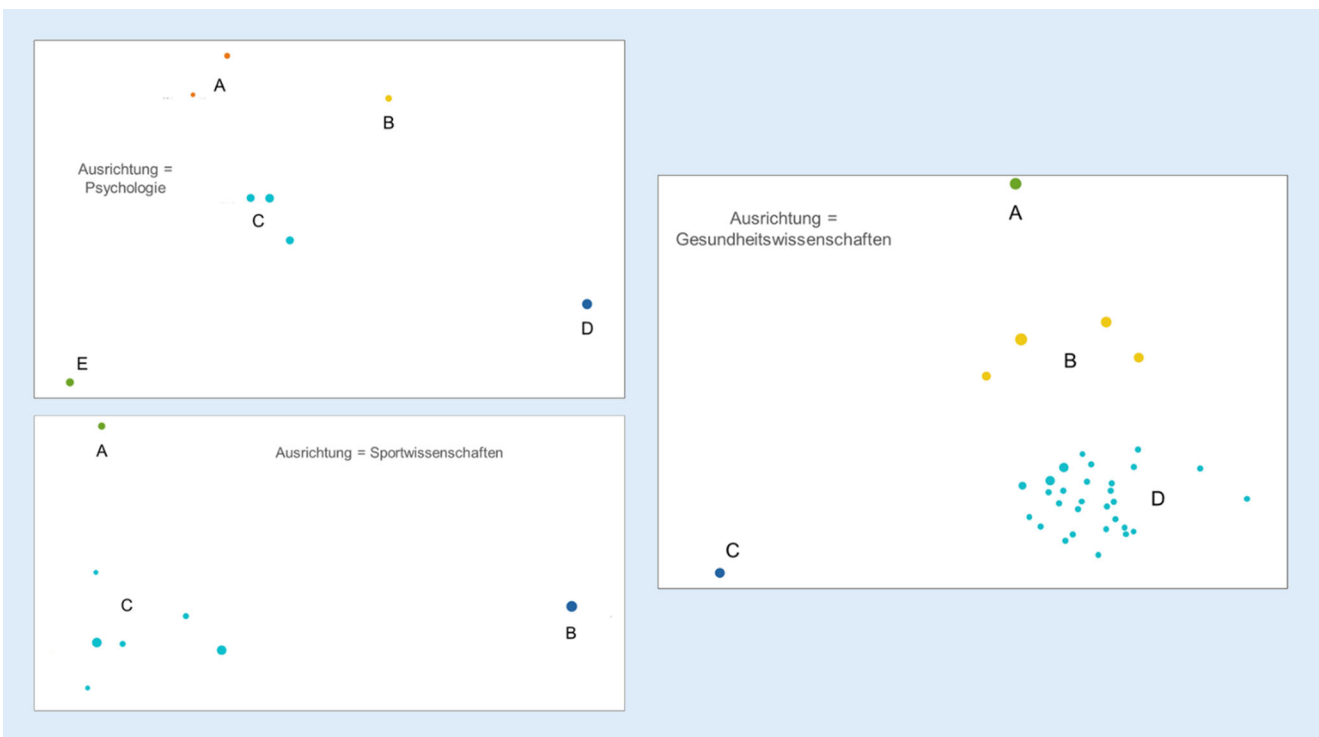 A
B
Ausrichtung =
Psychologie
C
D
E
A
Ausrichtung = Sportwissenschaften
C
B
A
Ausrichtung =
Gesundheitswissenschaften
B
D
C